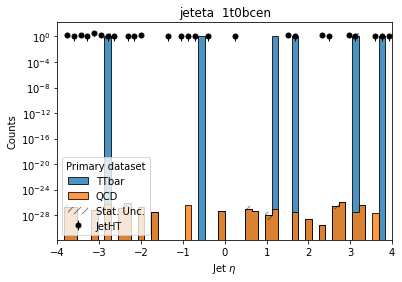 jeteta 1t0bcen
Counts
10^0
10^-4
10^-8
10^-12
10^-16
10^-20
10^-24
10^-28
Primary dataset
TTbar
QCD
Stat. Unc.
JetHT
−4 −3 −2 −1 0 1 2 3 4
Jet η